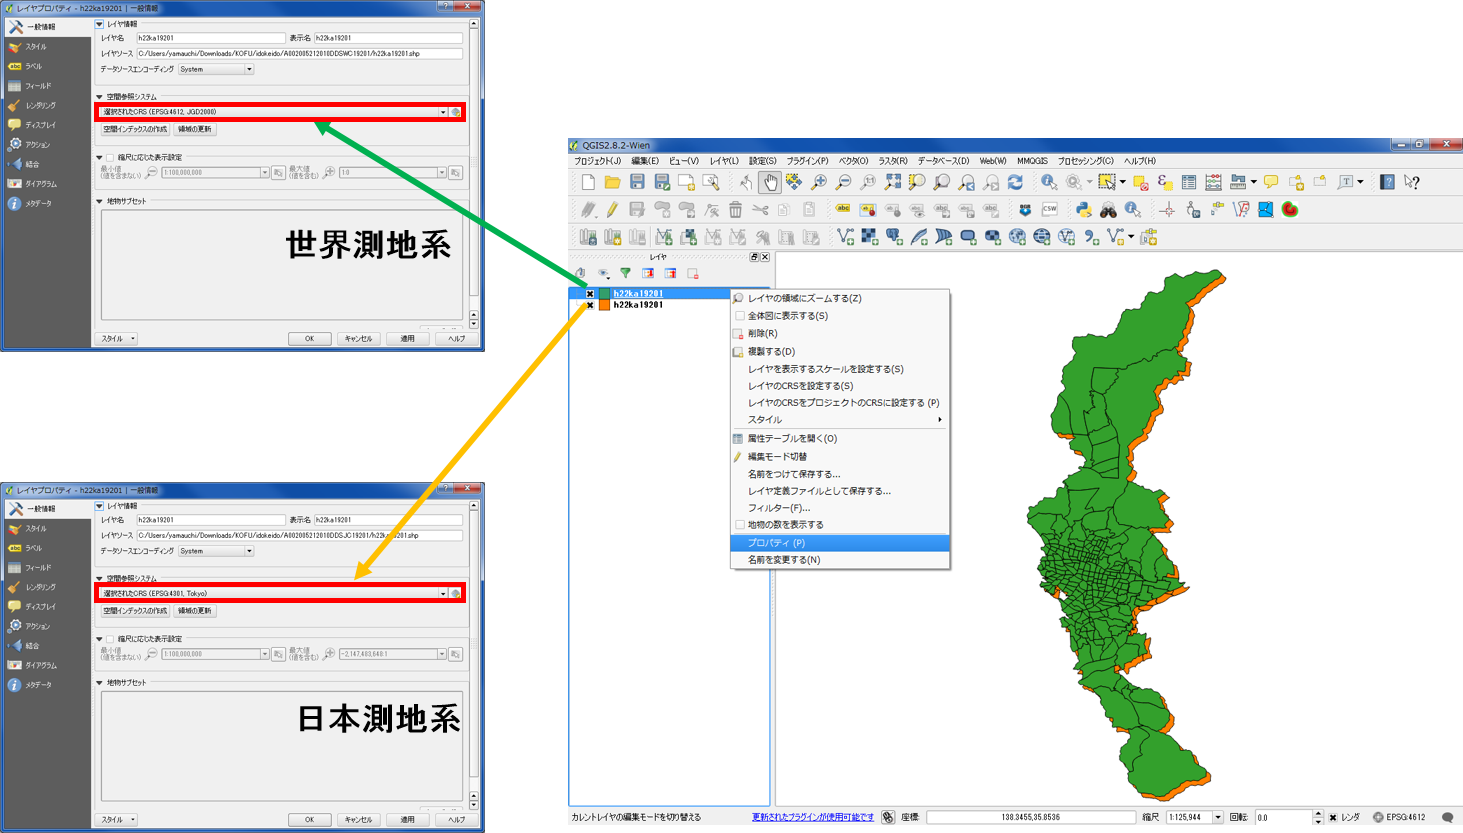 レイヤプロパティ - h22ka19201 | 一般情報
一般情報
スタイル
ラベル
フィールド
レンダリング
ディスプレイ
アクション
結合
ダイアグラム
メタデータ
レイヤ情報
レイヤ名 h22ka19201 表示名 h22ka19201
レイヤソース C:/Users/yamauchi/Downloads/KOFU/idokeido/A002005212010DDSWC19201/h22ka19201.shp
データソースエンコーディング System
空間参照システム
選択されたCRS (EPSG:4612, JGD2000)
空間インデックスの作成 領域の更新
縮尺に応じた表示設定
最小値 (値を含まない) 1:100,000,000 最大値 (値を含む) 1:0
地物サブセット
世界測地系
スタイル OK キャンセル 適用 ヘルプ
QGIS2.8.2-Wien
プロジェクト(J) 編集(E) ビュー(V) レイヤ(L) 設定(S) プラグイン(P) ベクタ(O) ラスタ(R) データベース(D) Web(W) MMQGIS プロセッシング(C) ヘルプ(H)
abc abc abc abc abc abc
CSW
レイヤ
h22ka19201
h22ka19201
レイヤの領域にズームする(Z)
全体図に表示する(S)
削除(R)
複製する(D)
レイヤを表示するスケールを設定する(S)
レイヤのCRSを設定する(S)
レイヤのCRSをプロジェクトのCRSに設定する (P)
スタイル
属性テーブルを開く(O)
編集モード切替
名前をつけて保存する...
レイヤ定義ファイルとして保存する...
フィルター(F)...
地物の数を表示する
プロパティ (P)
名前を変更する(N)
カレントレイヤの編集モードを切り替える 更新されたプラグインが使用可能です 座標: 138.3455,35.8536 縮尺 1:125,944 回転: 0.0 レンダ EPSG:4612
レイヤプロパティ - h22ka19201 | 一般情報
一般情報
スタイル
ラベル
フィールド
レンダリング
ディスプレイ
アクション
結合
ダイアグラム
メタデータ
レイヤ情報
レイヤ名 h22ka19201 表示名 h22ka19201
レイヤソース C:/Users/yamauchi/Downloads/KOFU/idokeido/A002005212010DDSJC19201/h22ka19201.shp
データソースエンコーディング System
空間参照システム
選択されたCRS (EPSG:4301, Tokyo)
空間インデックスの作成 領域の更新
縮尺に応じた表示設定
最小値 (値を含まない) 1:100,000,000 最大値 (値を含む) -2,147,483,648:1
地物サブセット
日本測地系
スタイル OK キャンセル 適用 ヘルプ